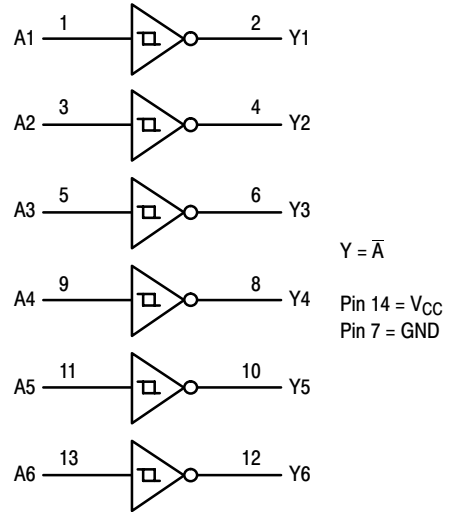 A1 1 2 Y1
A2 3 4 Y2
A3 5 6 Y3
Y = A̅
A4 9 8 Y4
Pin 14 = VCC
Pin 7 = GND
A5 11 10 Y5
A6 13 12 Y6